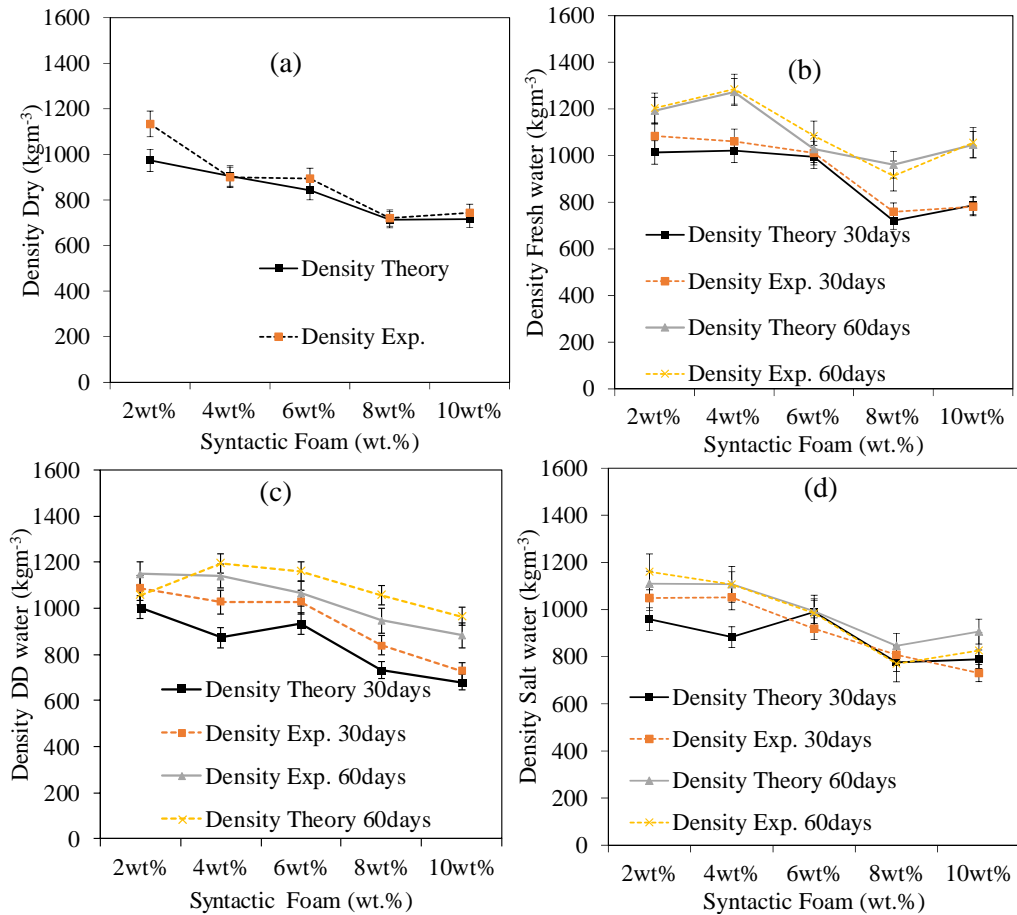 (a)
Density Dry (kgm-3)
1600
1400
1200
1000
800
600
400
200
0
Density Theory
Density Exp.
2wt% 4wt% 6wt% 8wt% 10wt%
Syntactic Foam (wt.%)
(b)
Density Fresh water (kgm-3)
1600
1400
1200
1000
800
600
400
200
0
Density Theory 30days
Density Exp. 30days
Density Theory 60days
Density Exp. 60days
2wt% 4wt% 6wt% 8wt% 10wt%
Syntactic Foam (wt.%)
(c)
Density DD water (kgm-3)
1600
1400
1200
1000
800
600
400
200
0
Density Theory 30days
Density Exp. 30days
Density Exp. 60days
Density Theory 60days
2wt% 4wt% 6wt% 8wt% 10wt%
Syntactic Foam (wt.%)
(d)
Density Salt water (kgm-3)
1600
1400
1200
1000
800
600
400
200
0
Density Theory 30days
Density Exp. 30days
Density Theory 60days
Density Exp. 60days
2wt% 4wt% 6wt% 8wt% 10wt%
Syntactic Foam (wt.%)